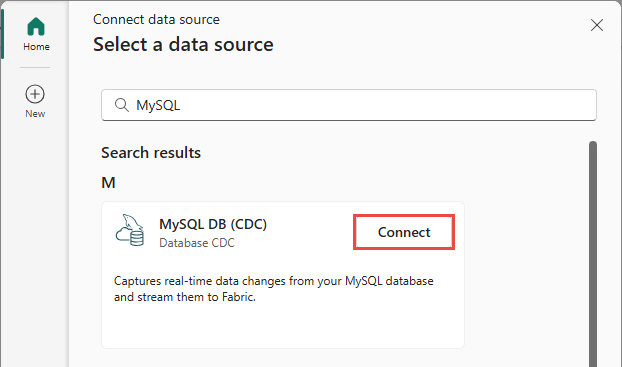 Home
New
Connect data source
Select a data source
MySQL
Search results
M
MySQL DB (CDC)
Database CDC
Connect
Captures real-time data changes from your MySQL database
and stream them to Fabric.